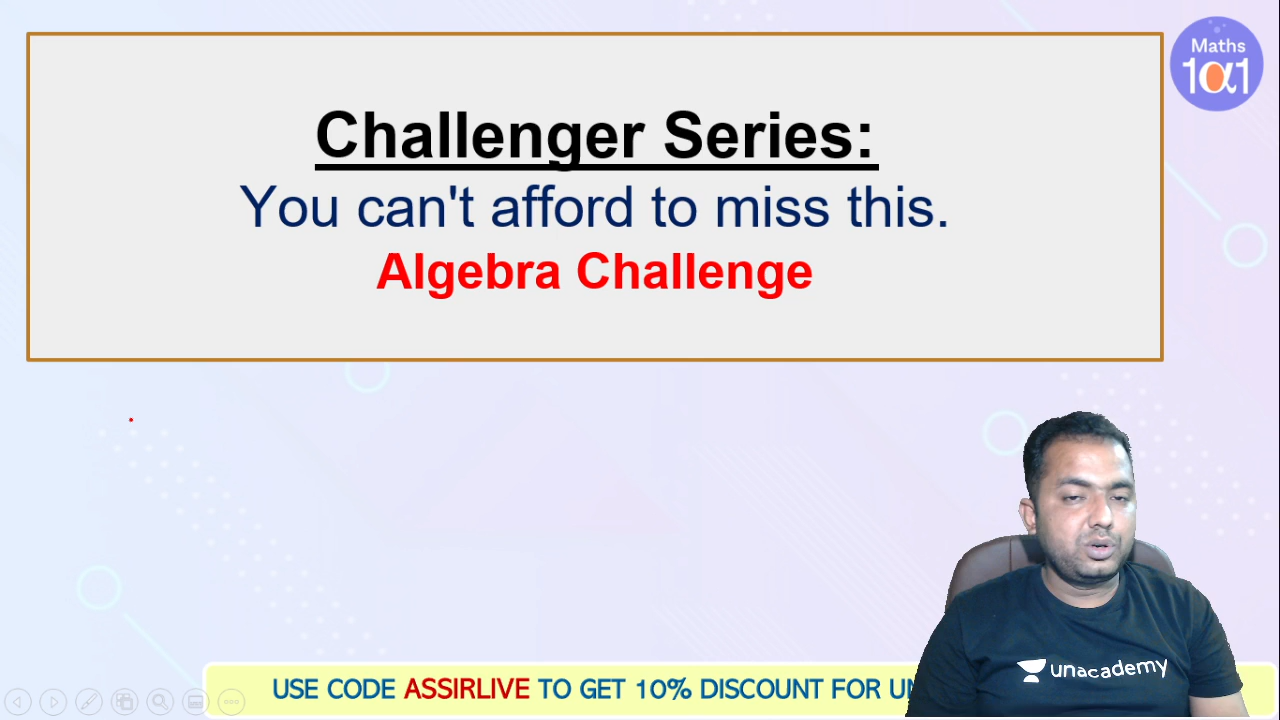 Maths
1α1
Challenger Series:
You can't afford to miss this.
Algebra Challenge
unacademy
USE CODE ASSIRLIVE TO GET 10% DISCOUNT FOR